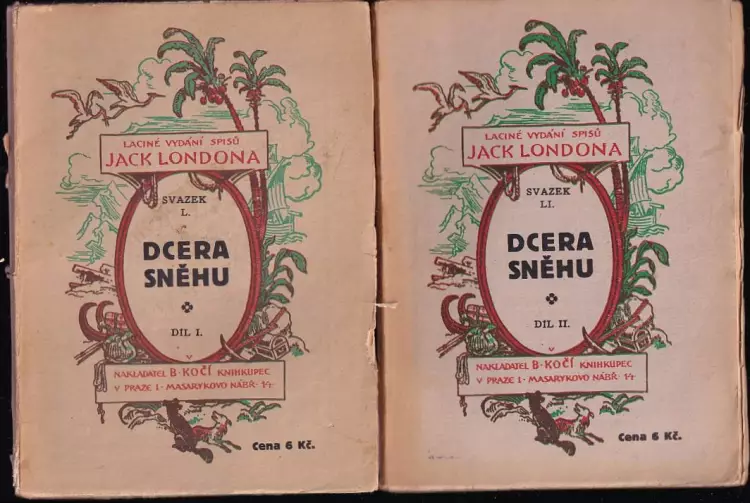 LACINÉ VYDÁNÍ SPISŮ
JACK LONDONA
SVAZEK
L.
DCERA
SNĚHU
DÍL I.
NAKLADATEL B·KOČÍ KNIHKUPEC
V PRAZE I·MASARYKOVO NÁBŘ·14
Cena 6 Kč.
LACINÉ VYDÁNÍ SPISŮ
JACK LONDONA
SVAZEK
LI.
DCERA
SNĚHU
DÍL II.
NAKLADATEL B·KOČÍ KNIHKUPEC
V PRAZE I·MASARYKOVO NÁBŘ·14
Cena 6 Kč.